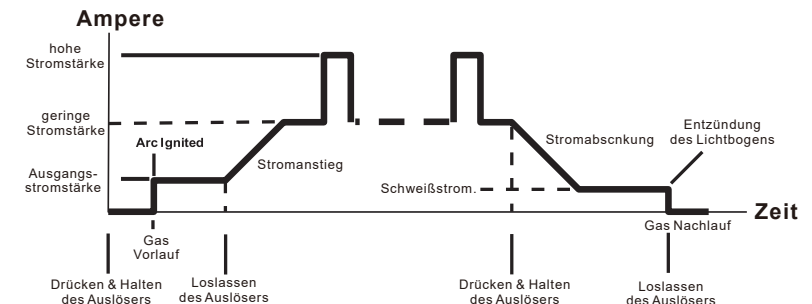 Ampere
hohe
Stromstärke
geringe
Stromstärke
Arc Ignited
Ausgangs-
stromstärke
Stromanstieg
Entzündung
des Lichtbogens
Stromabscnkung
Schweißstrom.
Zeit
Gas
Vorlauf
Gas Nachlauf
Drücken & Halten
des Auslösers
Loslassen
des Auslösers
Drücken & Halten
des Auslösers
Loslassen
des Auslösers